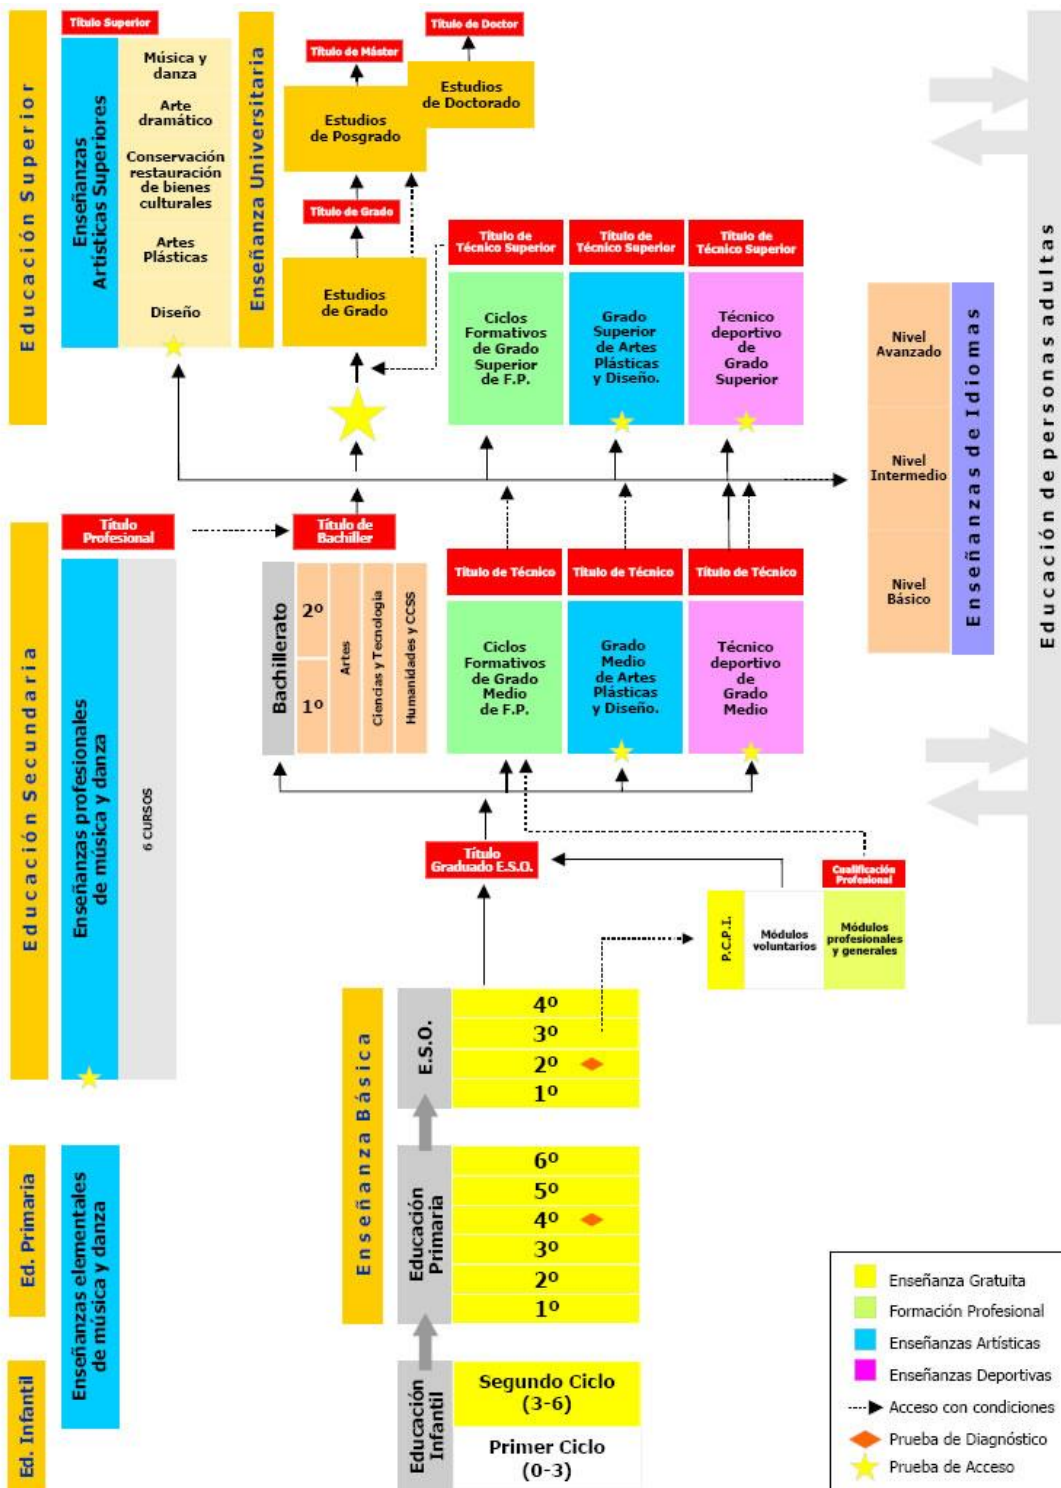 Educación Superior
Título Superior
Enseñanzas
Artísticas Superiores
Música y
danza
Arte
dramático
Conservación
restauración
de bienes
culturales
Artes
Plásticas
Diseño
Enseñanza Universitaria
Título de Doctor
Título de Máster
Estudios
de Doctorado
Estudios
de Posgrado
Título de Grado
Estudios
de Grado
Título de
Técnico Superior
Título de
Técnico Superior
Título de
Técnico Superior
Ciclos
Formativos
de Grado
Superior
de F.P.
Grado
Superior
de Artes
Plásticas
y Diseño.
Técnico
deportivo
de
Grado
Superior
Nivel
Avanzado
Nivel
Intermedio
Nivel
Básico
Enseñanzas de Idiomas
Educación de personas adultas
Educación Secundaria
Título
Profesional
Enseñanzas profesionales
de música y danza
6 CURSOS
Título de
Bachiller
Bachillerato
2º
1º
Artes
Ciencias y Tecnología
Humanidades y CCSS
Título de Técnico
Título de Técnico
Título de Técnico
Ciclos
Formativos
de Grado
Medio
de F.P.
Grado
Medio
de Artes
Plásticas
y Diseño.
Técnico
deportivo
de
Grado
Medio
Título
Graduado E.S.O.
Cualificación
Profesional
P.C.P.I.
Módulos
voluntarios
Módulos
profesionales
y generales
Enseñanza Básica
E.S.O.
4º
3º
2º
1º
Ed. Primaria
Enseñanzas elementales
de música y danza
Educación
Primaria
6º
5º
4º
3º
2º
1º
Ed. Infantil
Educación
Infantil
Segundo Ciclo
(3-6)
Primer Ciclo
(0-3)
Enseñanza Gratuita
Formación Profesional
Enseñanzas Artísticas
Enseñanzas Deportivas
Acceso con condiciones
Prueba de Diagnóstico
Prueba de Acceso